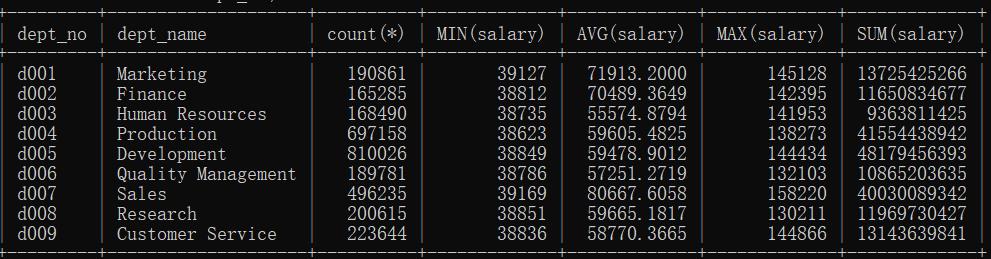 dept_no | dept_name | count(*) | MIN(salary) | AVG(salary) | MAX(salary) | SUM(salary)
d001 | Marketing | 190861 | 39127 | 71913.2000 | 145128 | 13725425266
d002 | Finance | 165285 | 38812 | 70489.3649 | 142395 | 11650834677
d003 | Human Resources | 168490 | 38735 | 55574.8794 | 141953 | 9363811425
d004 | Production | 697158 | 38623 | 59605.4825 | 138273 | 41554438942
d005 | Development | 810026 | 38849 | 59478.9012 | 144434 | 48179456393
d006 | Quality Management | 189781 | 38786 | 57251.2719 | 132103 | 10865203635
d007 | Sales | 496235 | 39169 | 80667.6058 | 158220 | 40030089342
d008 | Research | 200615 | 38851 | 59665.1817 | 130211 | 11969730427
d009 | Customer Service | 223644 | 38836 | 58770.3665 | 144866 | 13143639841